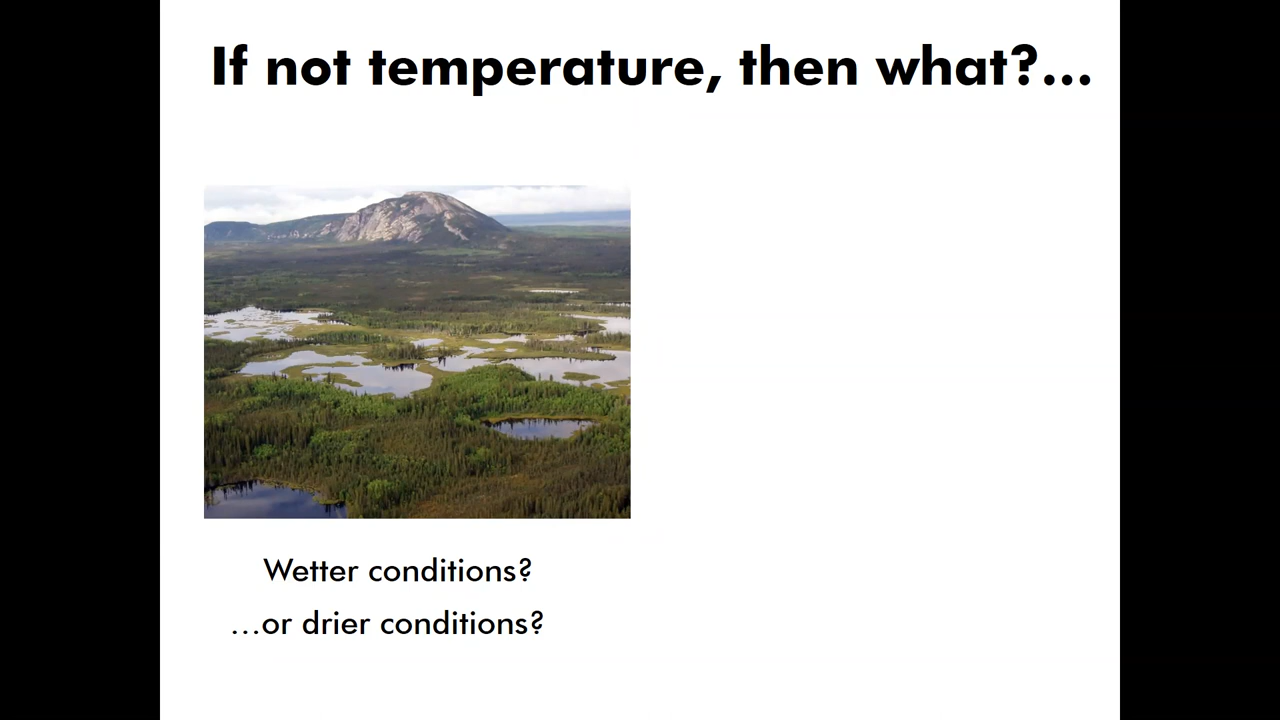 If not temperature, then what?...
Wetter conditions?
...or drier conditions?